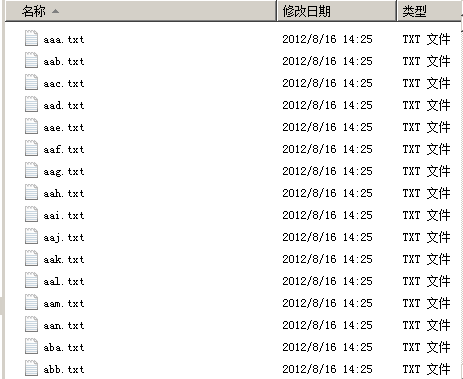 名称 修改日期 类型
aaa.txt 2012/8/16 14:25 TXT 文件
aab.txt 2012/8/16 14:25 TXT 文件
aac.txt 2012/8/16 14:25 TXT 文件
aad.txt 2012/8/16 14:25 TXT 文件
aae.txt 2012/8/16 14:25 TXT 文件
aaf.txt 2012/8/16 14:25 TXT 文件
aag.txt 2012/8/16 14:25 TXT 文件
aah.txt 2012/8/16 14:25 TXT 文件
aai.txt 2012/8/16 14:25 TXT 文件
aaj.txt 2012/8/16 14:25 TXT 文件
aak.txt 2012/8/16 14:25 TXT 文件
aal.txt 2012/8/16 14:25 TXT 文件
aam.txt 2012/8/16 14:25 TXT 文件
aan.txt 2012/8/16 14:25 TXT 文件
aba.txt 2012/8/16 14:25 TXT 文件
abb.txt 2012/8/16 14:25 TXT 文件